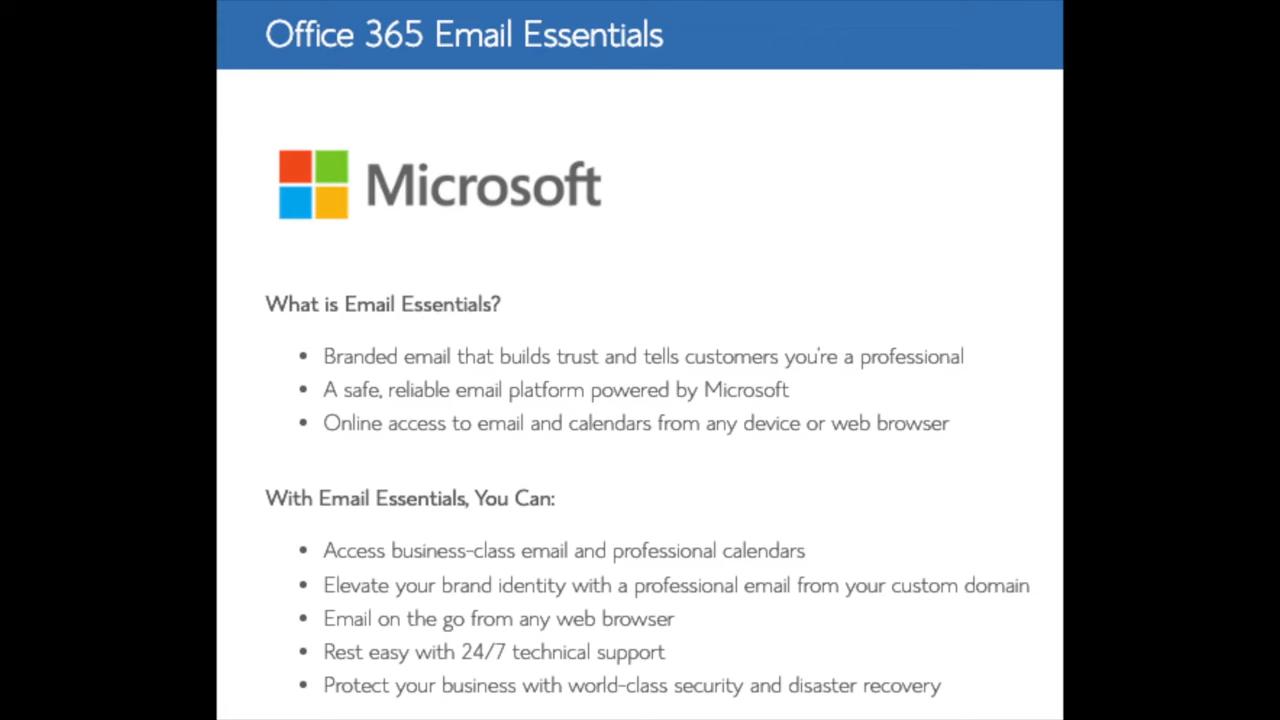 Office 365 Email Essentials
Microsoft
What is Email Essentials?
• Branded email that builds trust and tells customers you're a professional
• A safe, reliable email platform powered by Microsoft
• Online access to email and calendars from any device or web browser
With Email Essentials, You Can:
• Access business-class email and professional calendars
• Elevate your brand identity with a professional email from your custom domain
• Email on the go from any web browser
• Rest easy with 24/7 technical support
• Protect your business with world-class security and disaster recovery